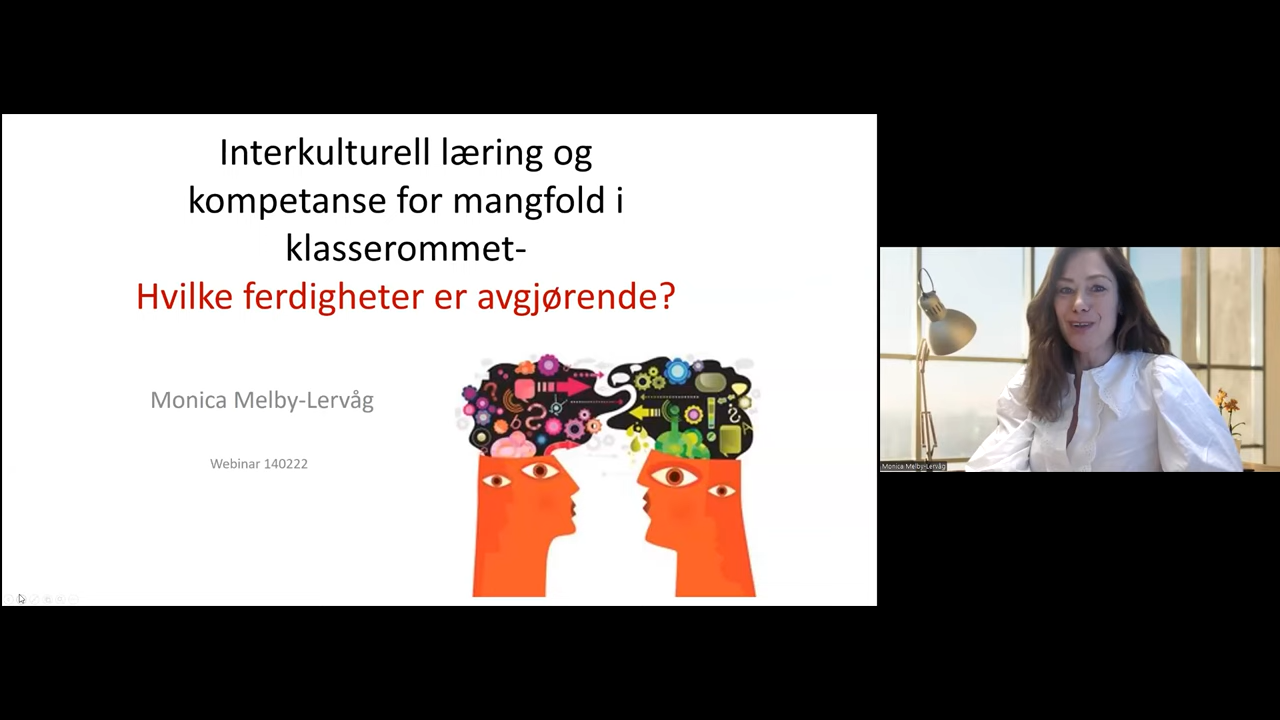 Interkulturell læring og
kompetanse for mangfold i
klasserommet-
Hvilke ferdigheter er avgjørende?
Monica Melby-Lervåg
Webinar 140222
Monica Melby-Lervåg